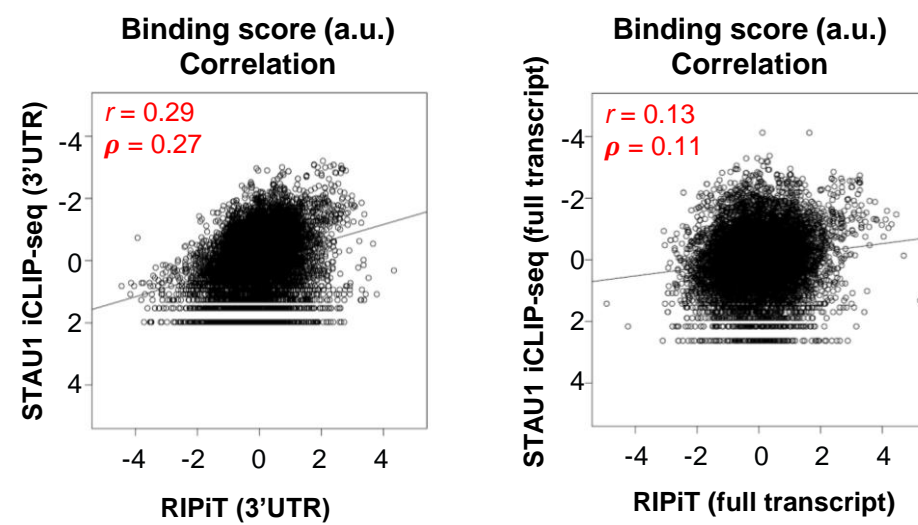 Binding score (a.u.)
Correlation
STAU1 iCLIP-seq (3’UTR)
r = 0.29
ρ = 0.27
-4
-2
0
2
4
-4 -2 0 2 4
RIPiT (3’UTR)
Binding score (a.u.)
Correlation
STAU1 iCLIP-seq (full transcript)
r = 0.13
ρ = 0.11
-4
-2
0
2
4
-4 -2 0 2 4
RIPiT (full transcript)